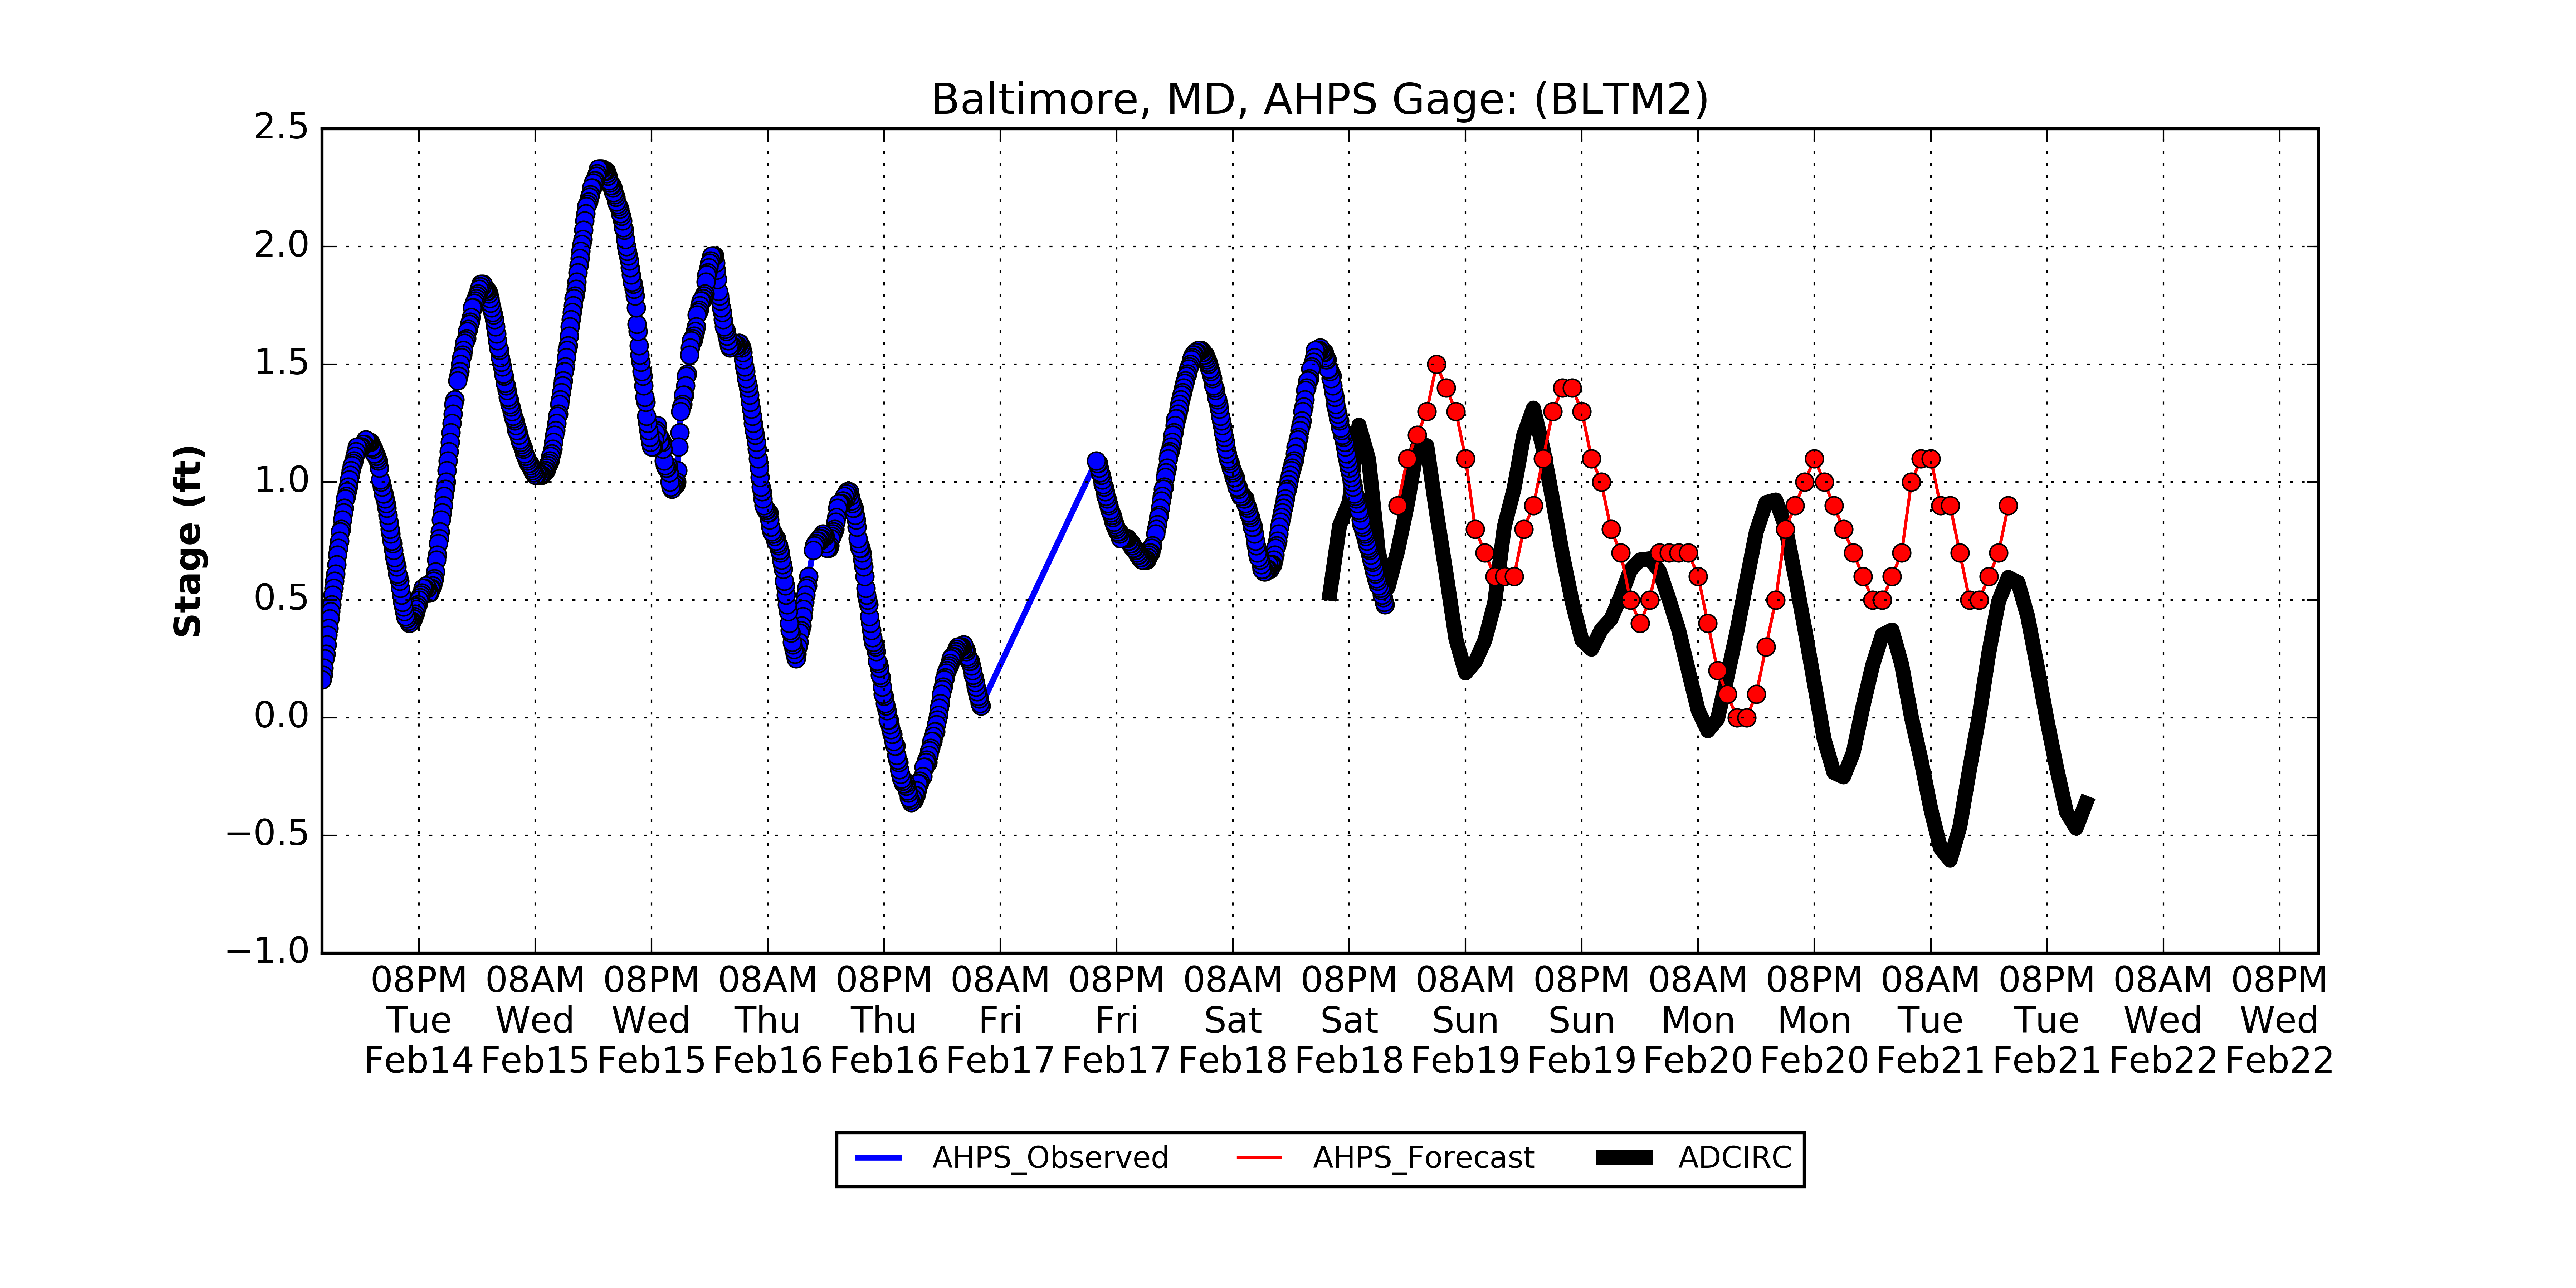 Baltimore, MD, AHPS Gage: (BLTM2)
Stage (ft)
2.5
2.0
1.5
1.0
0.5
0.0
−0.5
−1.0
08PM 08AM 08PM 08AM 08PM 08AM 08PM 08AM 08PM 08AM 08PM 08AM 08PM 08AM 08PM 08AM 08PM
Tue Wed Wed Thu Thu Fri Fri Sat Sat Sun Sun Mon Mon Tue Tue Wed Wed
Feb14 Feb15 Feb15 Feb16 Feb16 Feb17 Feb17 Feb18 Feb18 Feb19 Feb19 Feb20 Feb20 Feb21 Feb21 Feb22 Feb22
AHPS_Observed AHPS_Forecast ADCIRC